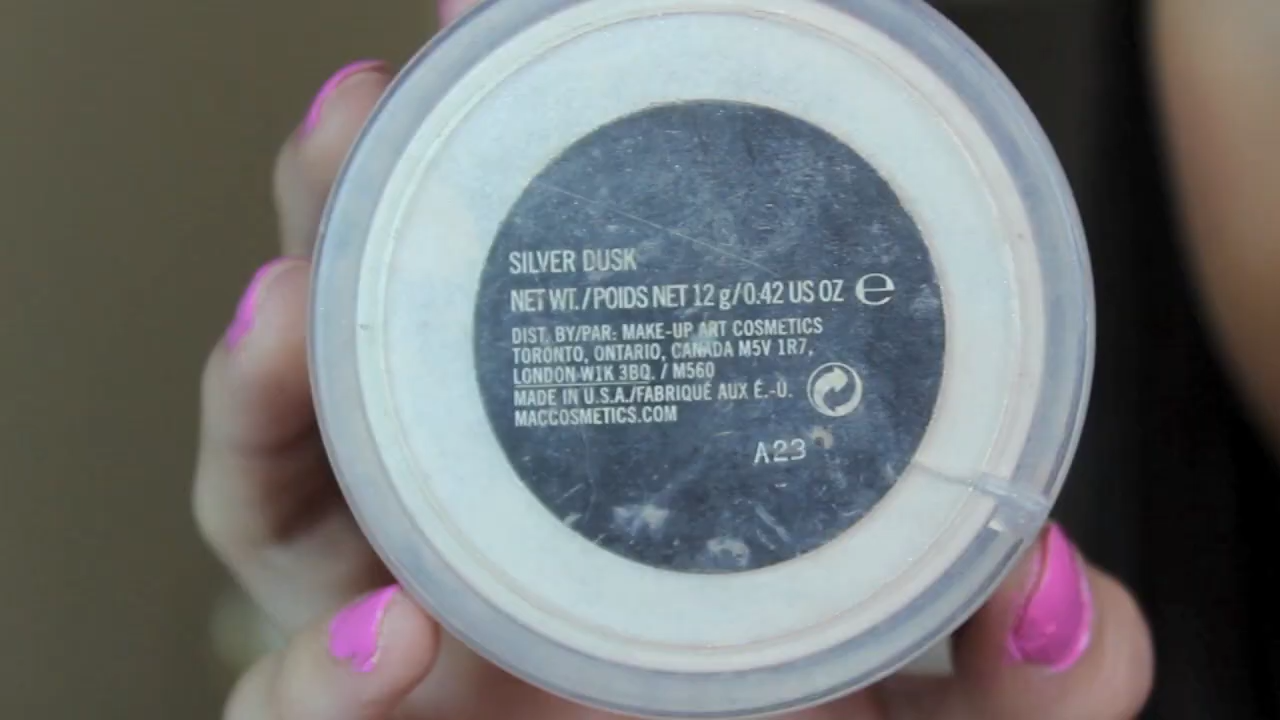 SILVER DUSK
NET WT./POIDS NET 12 g/0.42 US OZ ℮
DIST. BY/PAR: MAKE-UP ART COSMETICS
TORONTO, ONTARIO, CANADA M5V 1R7,
LONDON W1K 3BQ. / M560
MADE IN U.S.A./FABRIQUÉ AUX É.-U.
MACCOSMETICS.COM
A23